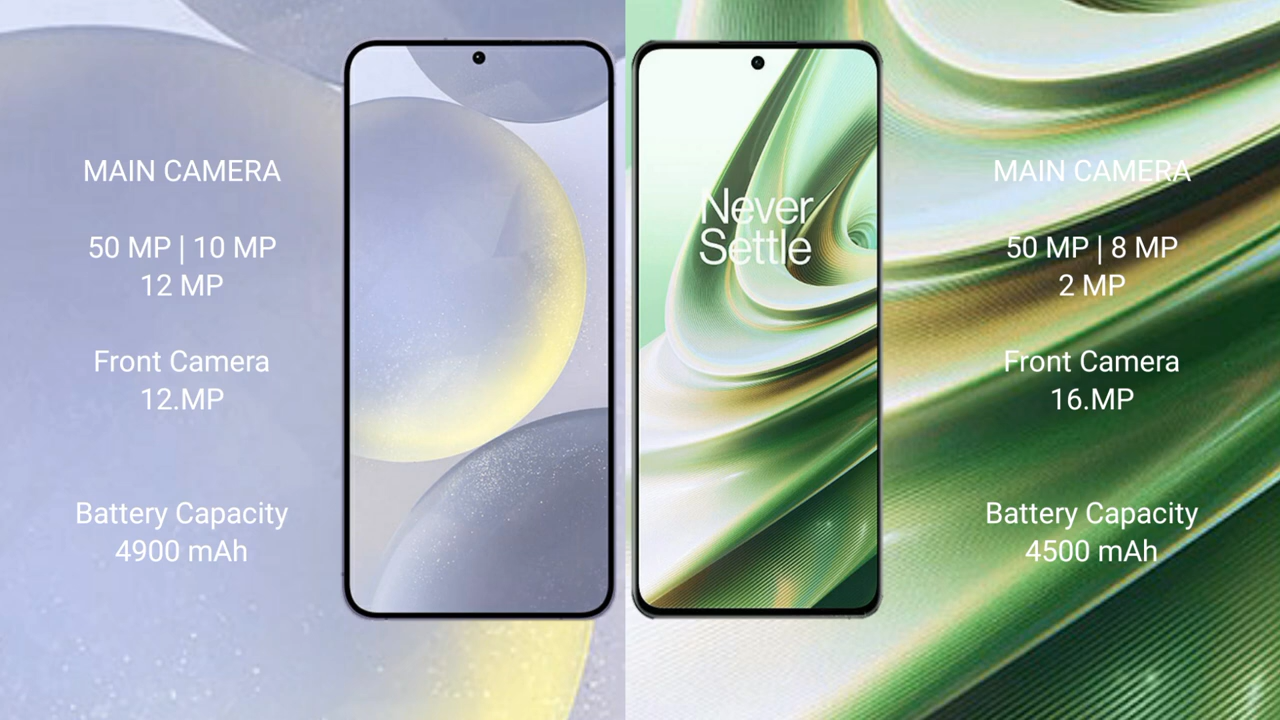 MAIN CAMERA
50 MP | 10 MP
12 MP
Front Camera
12.MP
Battery Capacity
4900 mAh
Never
Settle
MAIN CAMERA
50 MP | 8 MP
2 MP
Front Camera
16.MP
Battery Capacity
4500 mAh